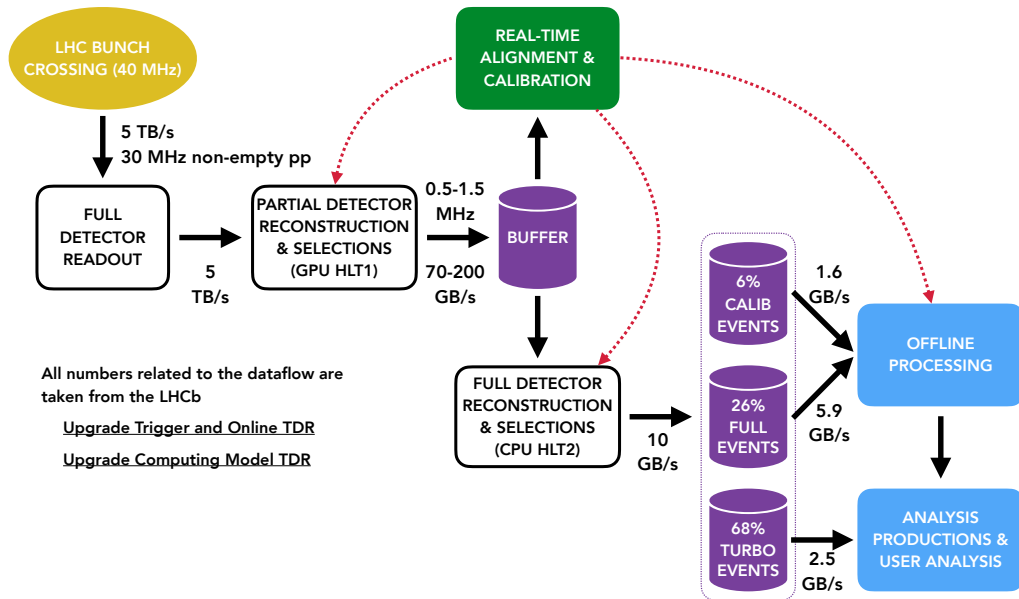 LHC BUNCH
CROSSING (40 MHz)
REAL-TIME
ALIGNMENT &
CALIBRATION
5 TB/s
30 MHz non-empty pp
FULL
DETECTOR
READOUT
5
TB/s
PARTIAL DETECTOR
RECONSTRUCTION
& SELECTIONS
(GPU HLT1)
0.5-1.5
MHz
70-200
GB/s
BUFFER
FULL DETECTOR
RECONSTRUCTION
& SELECTIONS
(CPU HLT2)
10
GB/s
6%
CALIB
EVENTS
26%
FULL
EVENTS
68%
TURBO
EVENTS
1.6
GB/s
5.9
GB/s
2.5
GB/s
OFFLINE
PROCESSING
ANALYSIS
PRODUCTIONS &
USER ANALYSIS
All numbers related to the dataflow are
taken from the LHCb
Upgrade Trigger and Online TDR
Upgrade Computing Model TDR